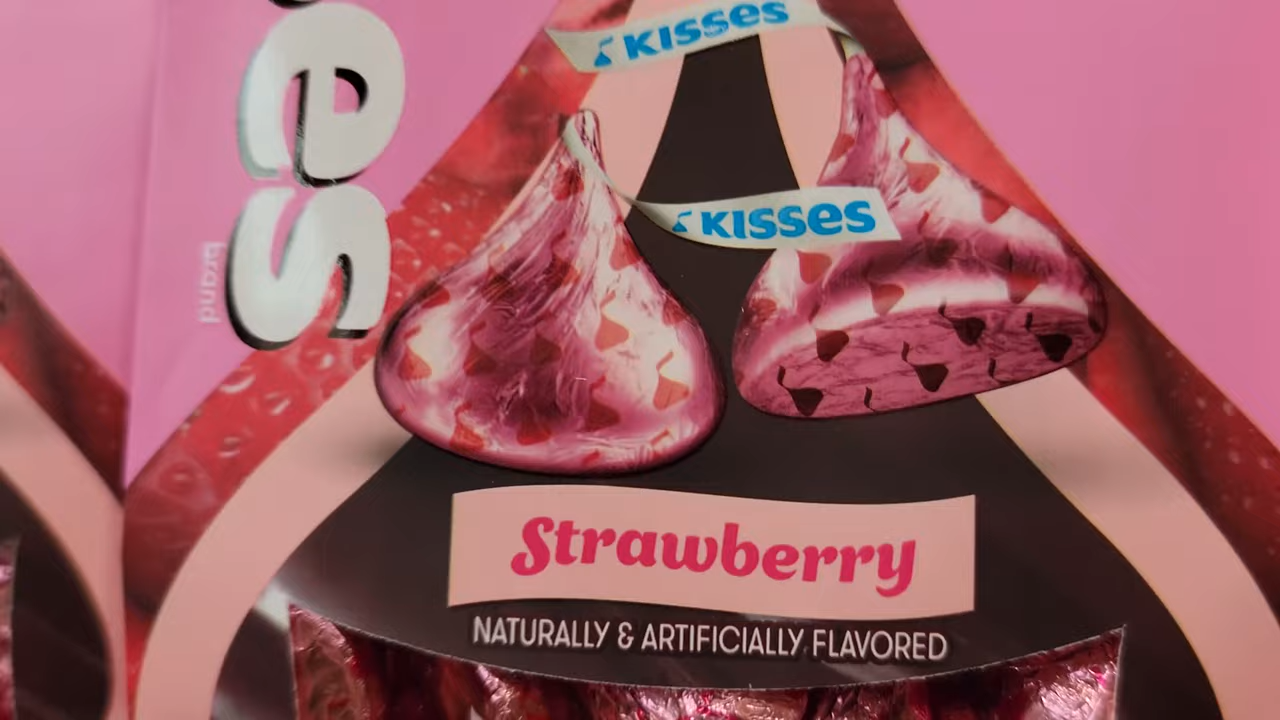 es
brand
KISSES
KISSES
Strawberry
NATURALLY & ARTIFICIALLY FLAVORED